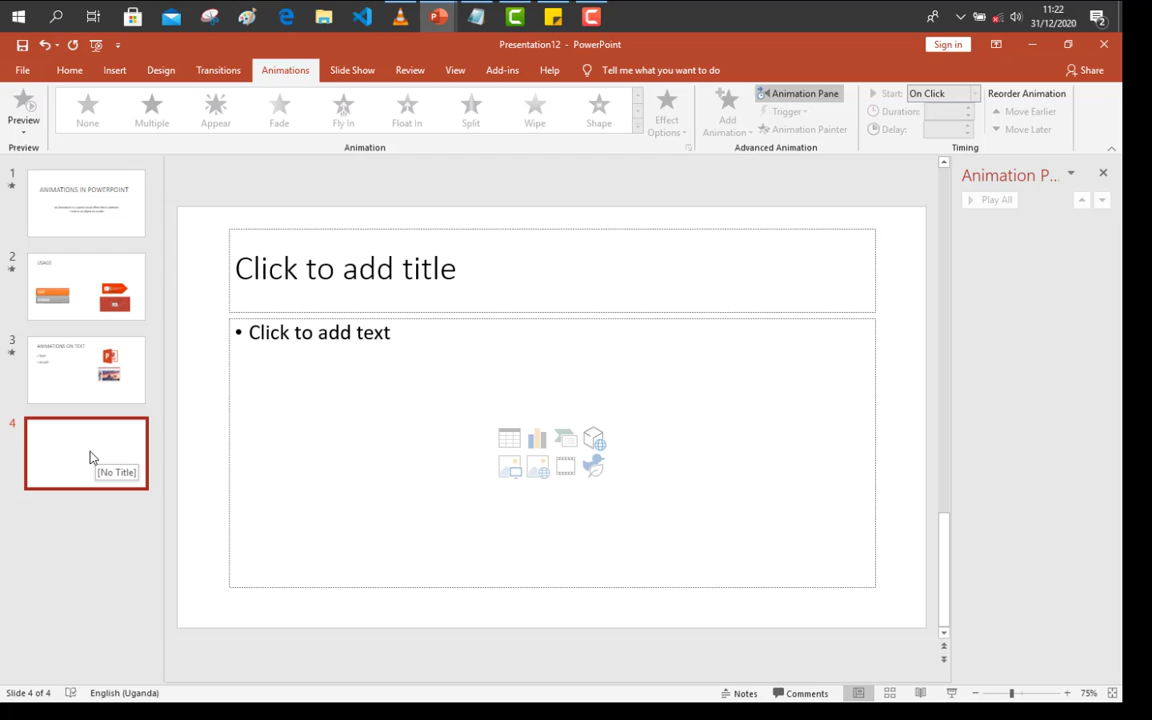 11:22
31/12/2020
2
Presentation12 - PowerPoint
Sign in
File
Home
Insert
Design
Transitions
Animations
Slide Show
Review
View
Add-ins
Help
Tell me what you want to do
Share
Preview
None
Multiple
Appear
Fade
Fly In
Float In
Split
Wipe
Shape
Effect
Options
Add
Animation
Animation Pane
Trigger
Animation Painter
Start:
On Click
Duration:
Delay:
Reorder Animation
Move Earlier
Move Later
Preview
Animation
Advanced Animation
Timing
1
ANIMATIONS IN POWERPOINT
2
USAGE
3
ANIMATIONS ON TEXT
4
[No Title]
Click to add title
• Click to add text
Animation P...
Play All
Slide 4 of 4
English (Uganda)
Notes
Comments
75%